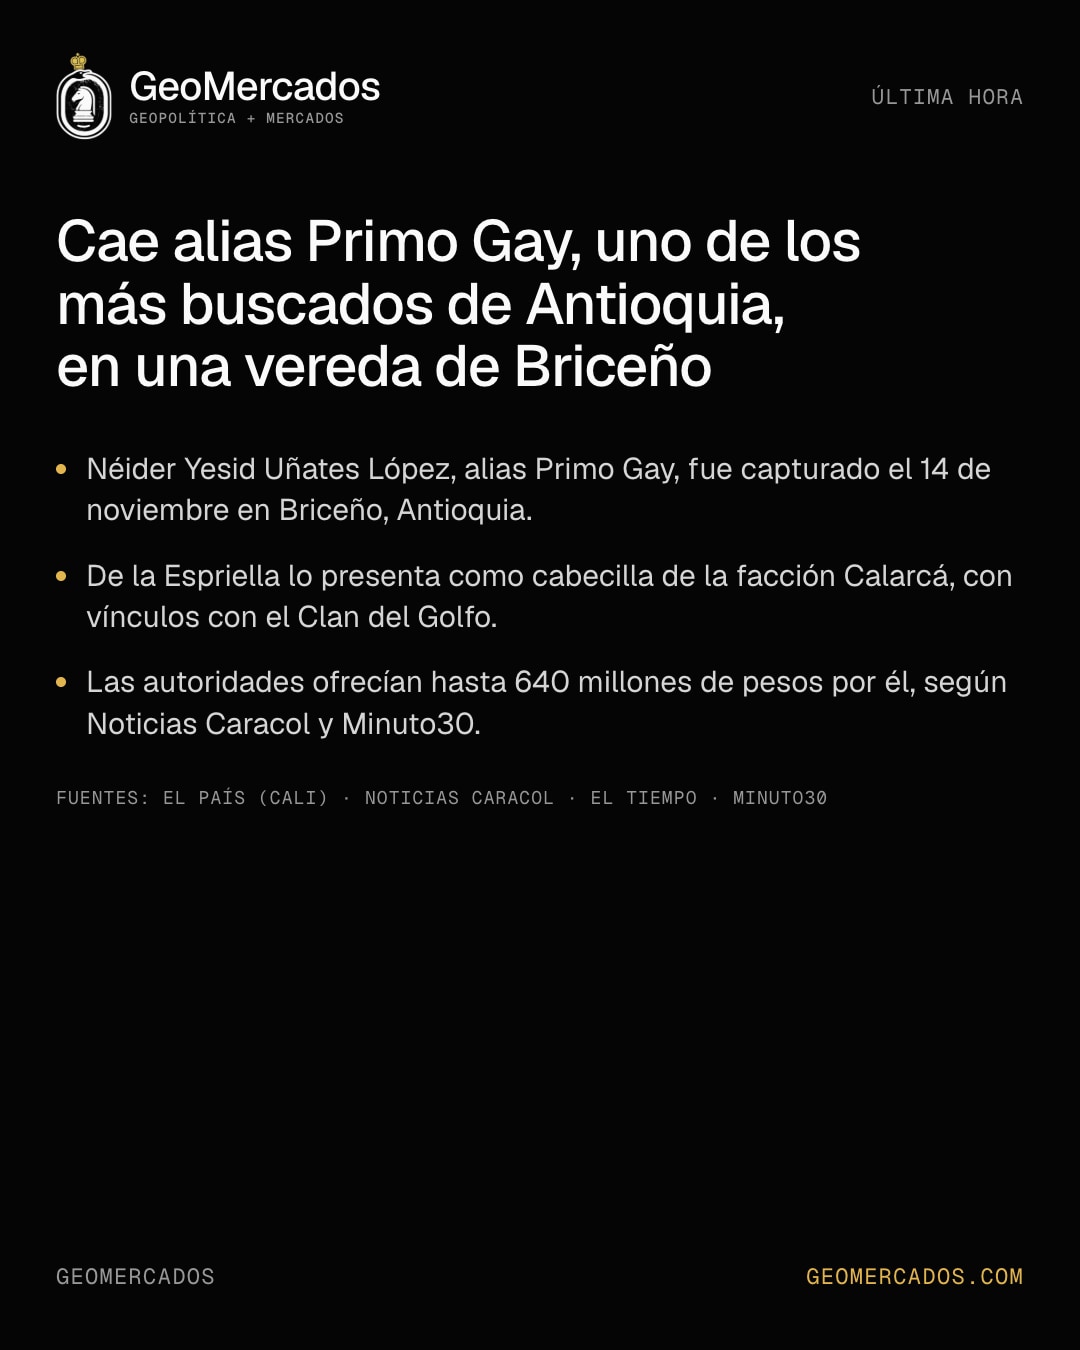 GeoMercados
GEOPOLÍTICA + MERCADOS
ÚLTIMA HORA
Cae alias Primo Gay, uno de los
más buscados de Antioquia,
en una vereda de Briceño
Néider Yesid Uñates López, alias Primo Gay, fue capturado el 14 de
noviembre en Briceño, Antioquia.
De la Espriella lo presenta como cabecilla de la facción Calarcá, con
vínculos con el Clan del Golfo.
Las autoridades ofrecían hasta 640 millones de pesos por él, según
Noticias Caracol y Minuto30.
FUENTES: EL PAÍS (CALI) · NOTICIAS CARACOL · EL TIEMPO · MINUTO30
GEOMERCADOS
GEOMERCADOS.COM